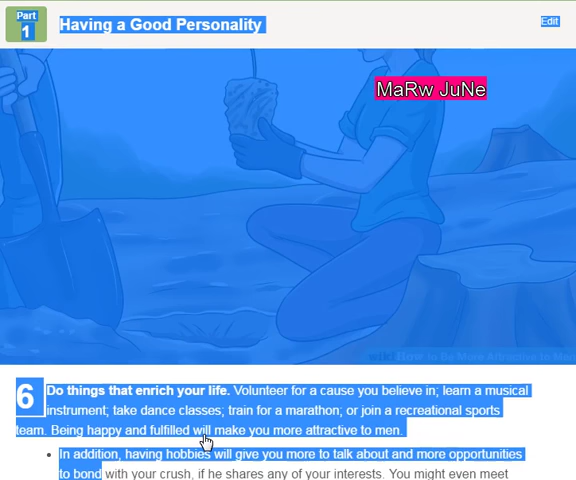 Part
1
Having a Good Personality
Edit
MaRw JuNe
wikiHow to Be More Attractive to Men
6
Do things that enrich your life. Volunteer for a cause you believe in; learn a musical
instrument; take dance classes; train for a marathon; or join a recreational sports
team. Being happy and fulfilled will make you more attractive to men.
• In addition, having hobbies will give you more to talk about and more opportunities
to bond with your crush, if he shares any of your interests. You might even meet